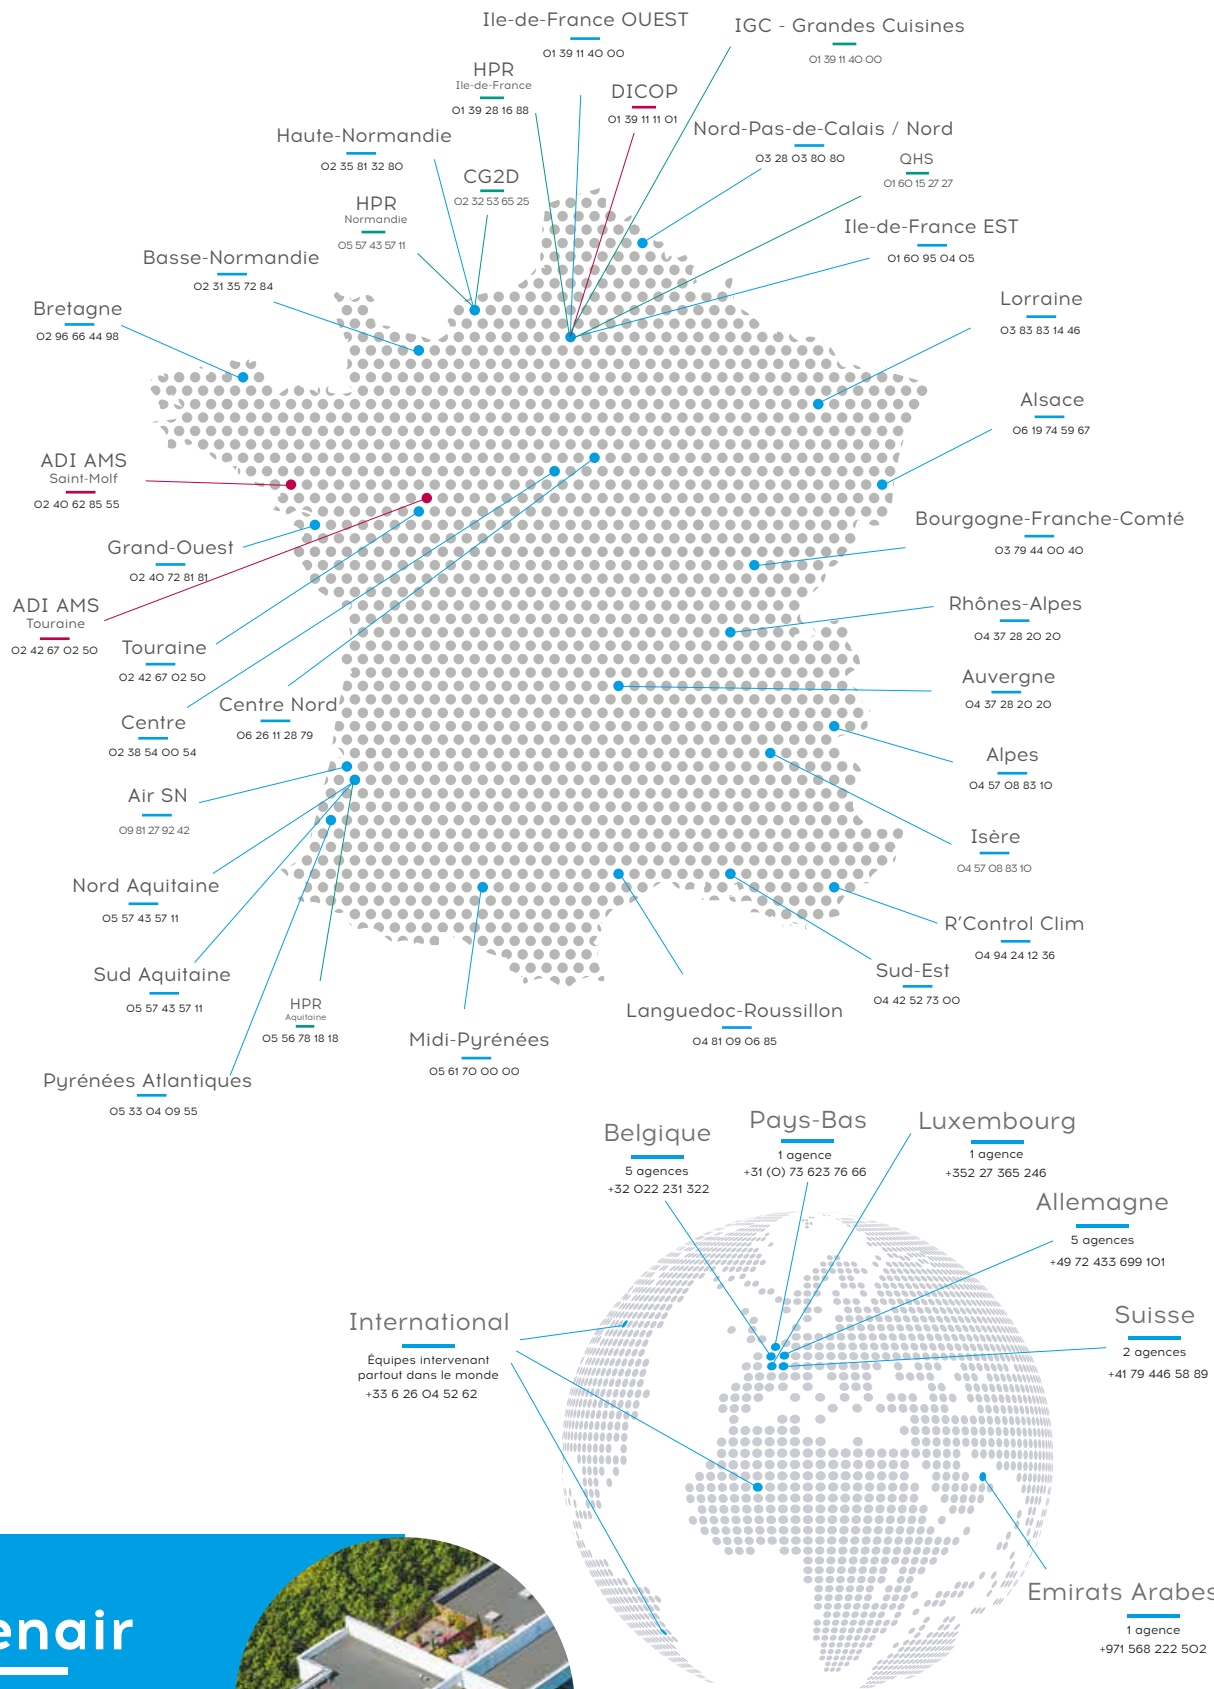 Ile-de-France OUEST
01 39 11 40 00
IGC - Grandes Cuisines
01 39 11 40 00
HPR
Ile-de-France
01 39 28 16 88
DICOP
01 39 11 11 01
Haute-Normandie
02 35 81 32 80
Nord-Pas-de-Calais / Nord
03 28 03 80 80
QHS
01 60 15 27 27
CG2D
02 32 53 65 25
HPR
Normandie
05 57 43 57 11
Ile-de-France EST
01 60 95 04 05
Basse-Normandie
02 31 35 72 84
Bretagne
02 96 66 44 98
Lorraine
03 83 83 14 46
Alsace
06 19 74 59 67
ADI AMS
Saint-Molf
02 40 62 85 55
Bourgogne-Franche-Comté
03 79 44 00 40
Grand-Ouest
02 40 72 81 81
ADI AMS
Touraine
02 42 67 02 50
Rhônes-Alpes
04 37 28 20 20
Touraine
02 42 67 02 50
Auvergne
04 37 28 20 20
Centre Nord
06 26 11 28 79
Centre
02 38 54 00 54
Alpes
04 57 08 83 10
Air SN
09 81 27 92 42
Isère
04 57 08 83 10
Nord Aquitaine
05 57 43 57 11
R'Control Clim
04 94 24 12 36
Sud Aquitaine
05 57 43 57 11
Sud-Est
04 42 52 73 00
HPR
Aquitaine
05 56 78 18 18
Languedoc-Roussillon
04 81 09 06 85
Midi-Pyrénées
05 61 70 00 00
Pyrénées Atlantiques
05 33 04 09 55
Belgique
5 agences
+32 022 231 322
Pays-Bas
1 agence
+31 (0) 73 623 76 66
Luxembourg
1 agence
+352 27 365 246
Allemagne
5 agences
+49 72 433 699 101
International
Équipes intervenant
partout dans le monde
+33 6 26 04 52 62
Suisse
2 agences
+41 79 446 58 89
Emirats Arabes
1 agence
+971 568 222 502
enair